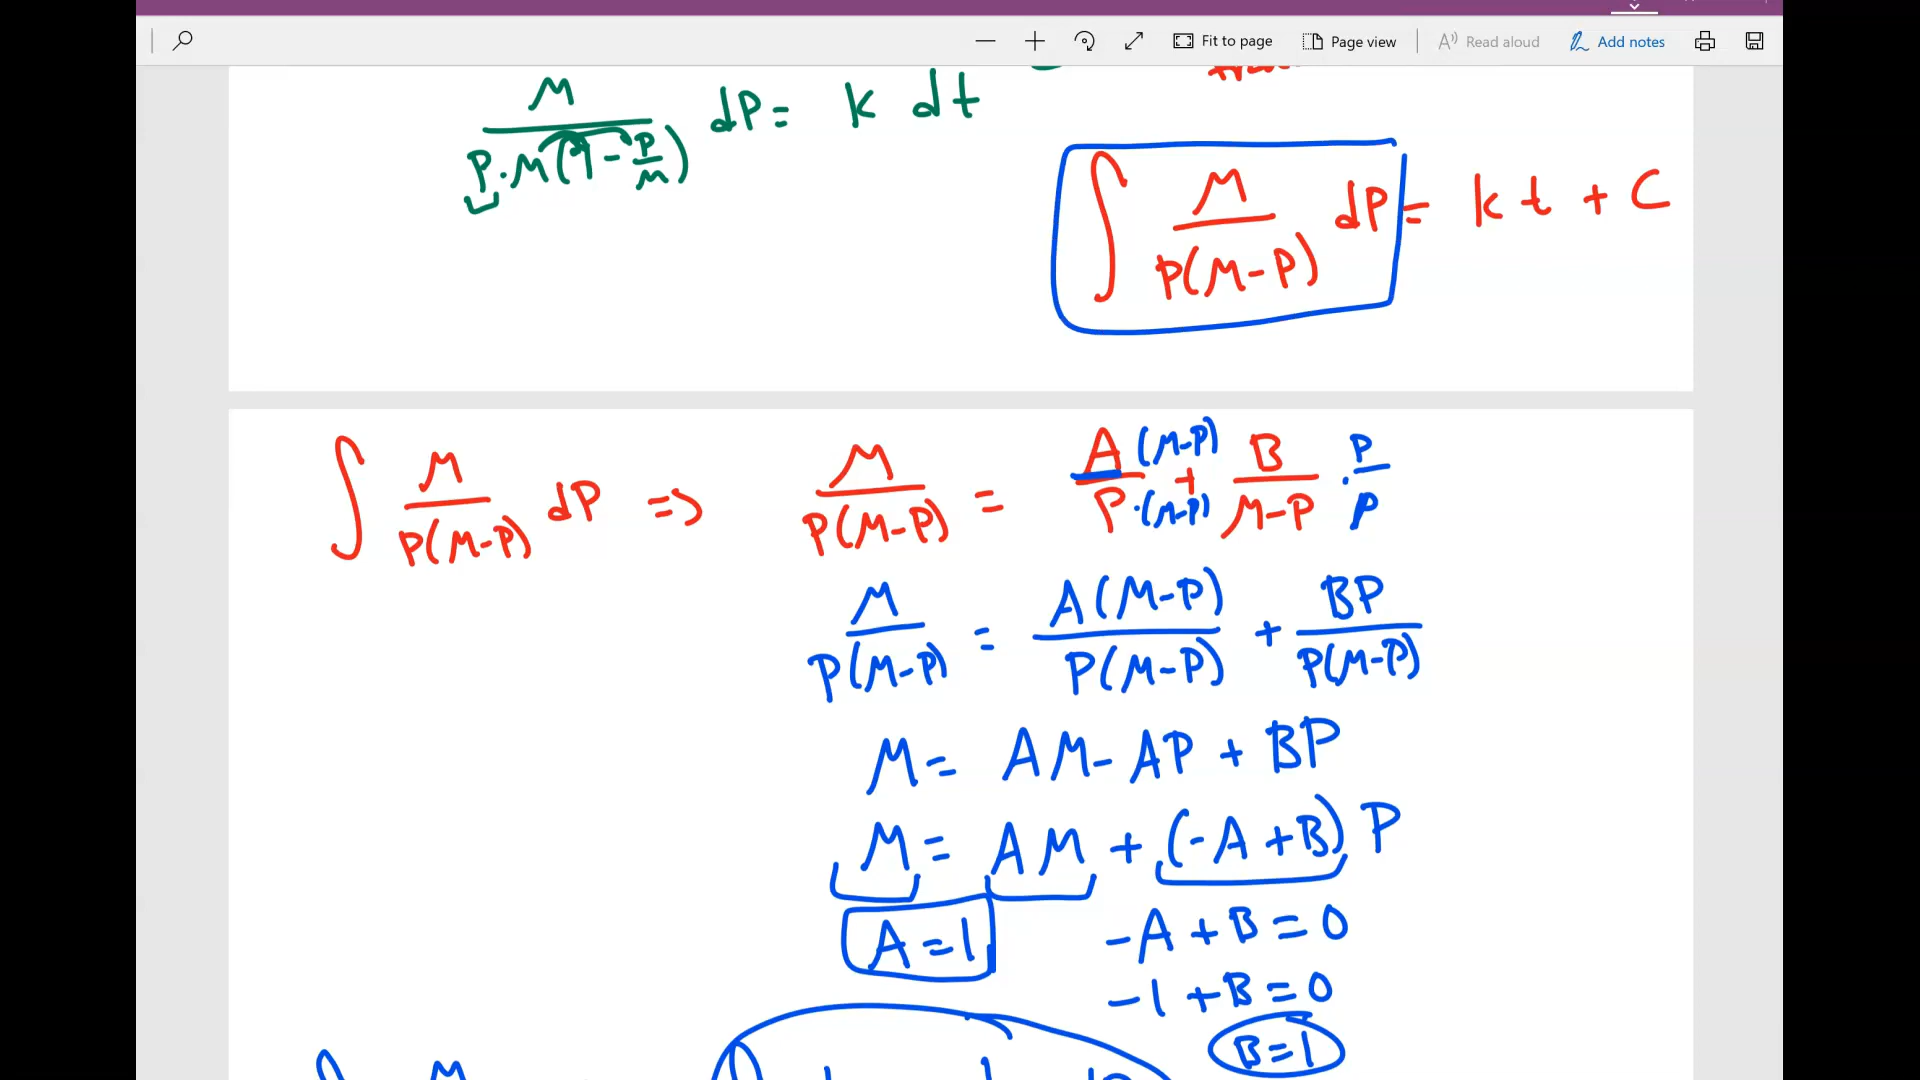 Fit to page Page view Read aloud Add notes
M/(P·M(1-P/M)) dP = k dt
∫ M/(P(M-P)) dP = kt + C
∫ M/(P(M-P)) dP => M/(P(M-P)) = A(M-P)/(P·(M-P)) + B/(M-P) · P/P
M/(P(M-P)) = A(M-P)/(P(M-P)) + BP/(P(M-P))
M = AM - AP + BP
M = AM + (-A + B) P
A = 1
-A + B = 0
-1 + B = 0
B = 1
∫ M